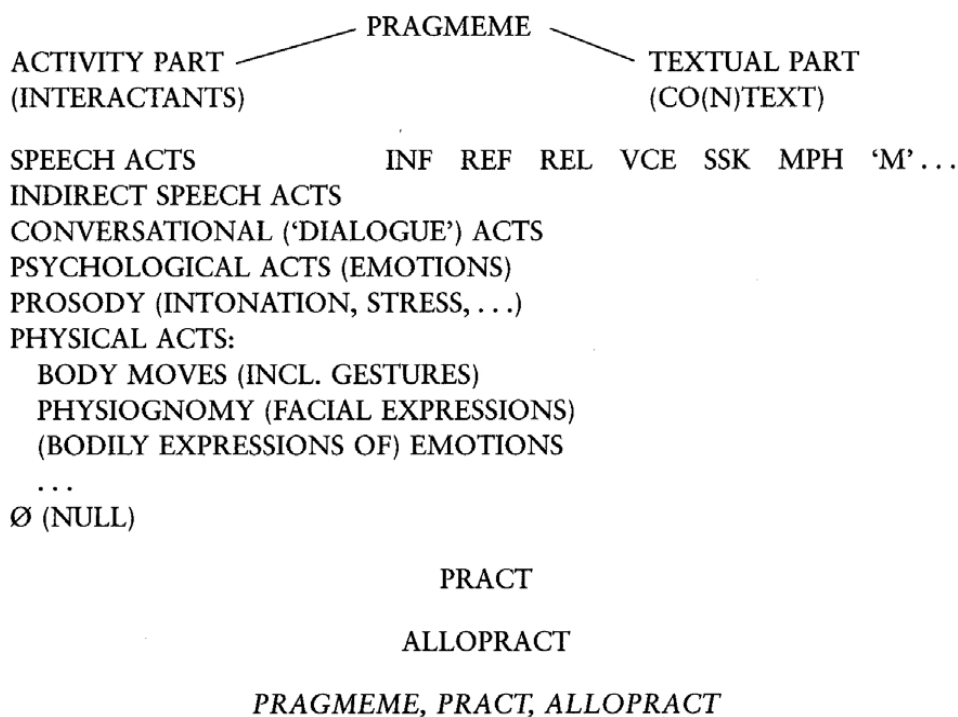 PRAGMEME
ACTIVITY PART TEXTUAL PART
(INTERACTANTS) (CO(N)TEXT)
SPEECH ACTS INF REF REL VCE SSK MPH ‘M’...
INDIRECT SPEECH ACTS
CONVERSATIONAL (‘DIALOGUE’) ACTS
PSYCHOLOGICAL ACTS (EMOTIONS)
PROSODY (INTONATION, STRESS, ...)
PHYSICAL ACTS:
BODY MOVES (INCL. GESTURES)
PHYSIOGNOMY (FACIAL EXPRESSIONS)
(BODILY EXPRESSIONS OF) EMOTIONS
...
Ø (NULL)
PRACT
ALLOPRACT
PRAGMEME, PRACT, ALLOPRACT